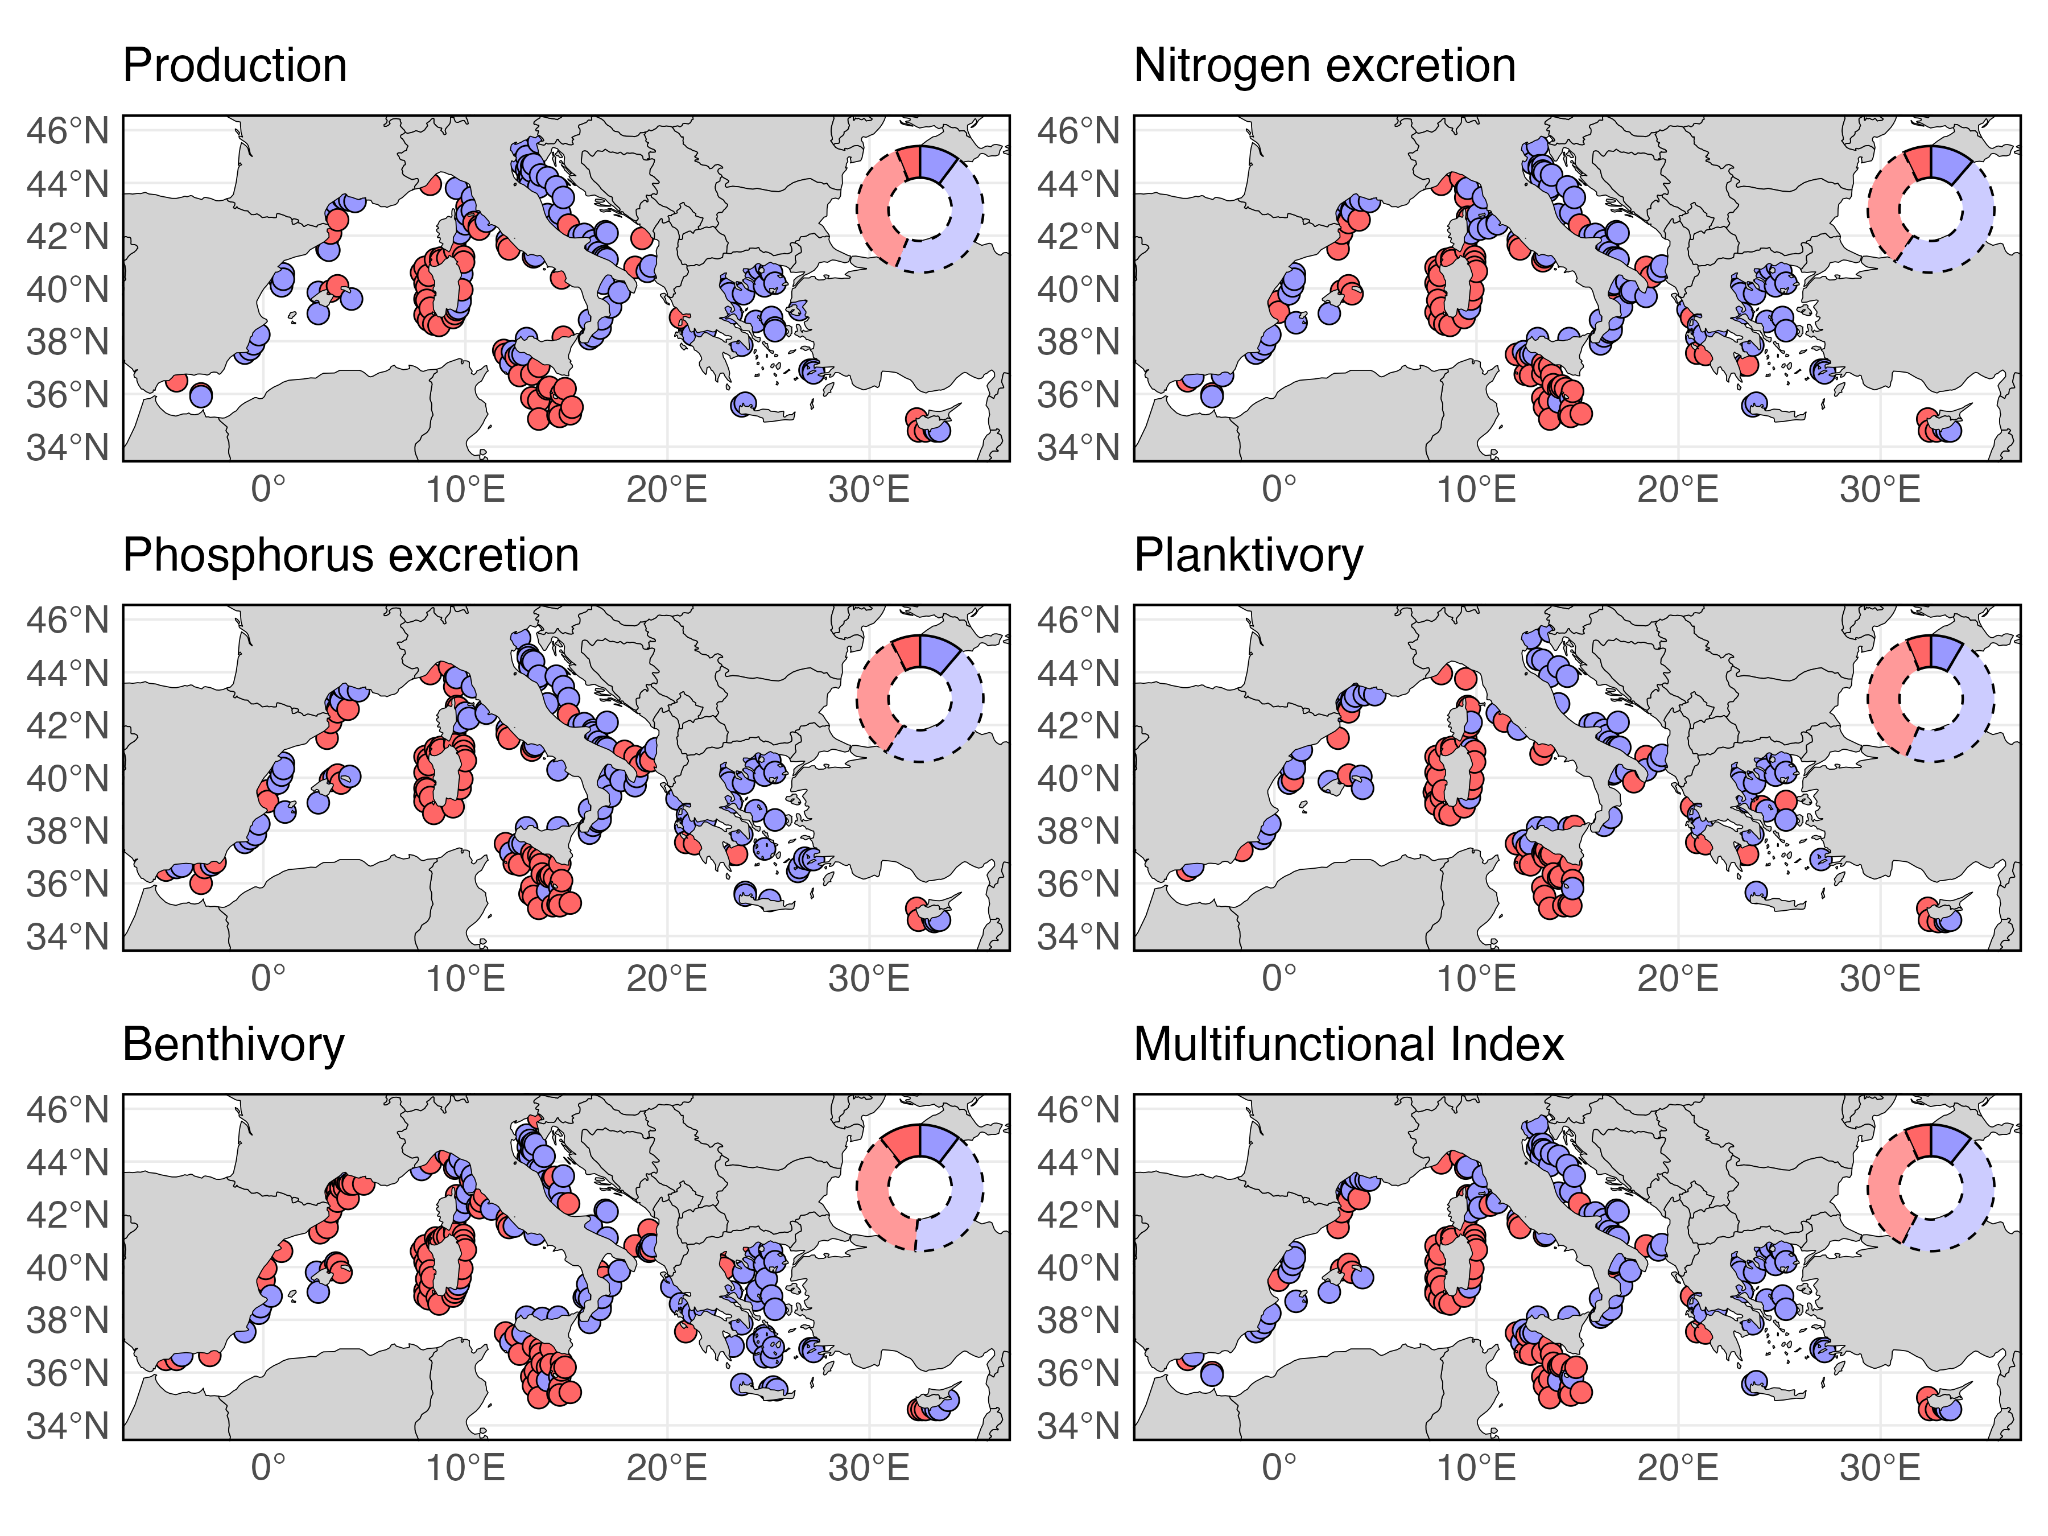 Production
Nitrogen excretion
46°N
44°N
42°N
40°N
38°N
36°N
34°N
0°
10°E
20°E
30°E
46°N
44°N
42°N
40°N
38°N
36°N
34°N
0°
10°E
20°E
30°E
Phosphorus excretion
Planktivory
46°N
44°N
42°N
40°N
38°N
36°N
34°N
0°
10°E
20°E
30°E
46°N
44°N
42°N
40°N
38°N
36°N
34°N
0°
10°E
20°E
30°E
Benthivory
Multifunctional Index
46°N
44°N
42°N
40°N
38°N
36°N
34°N
0°
10°E
20°E
30°E
46°N
44°N
42°N
40°N
38°N
36°N
34°N
0°
10°E
20°E
30°E